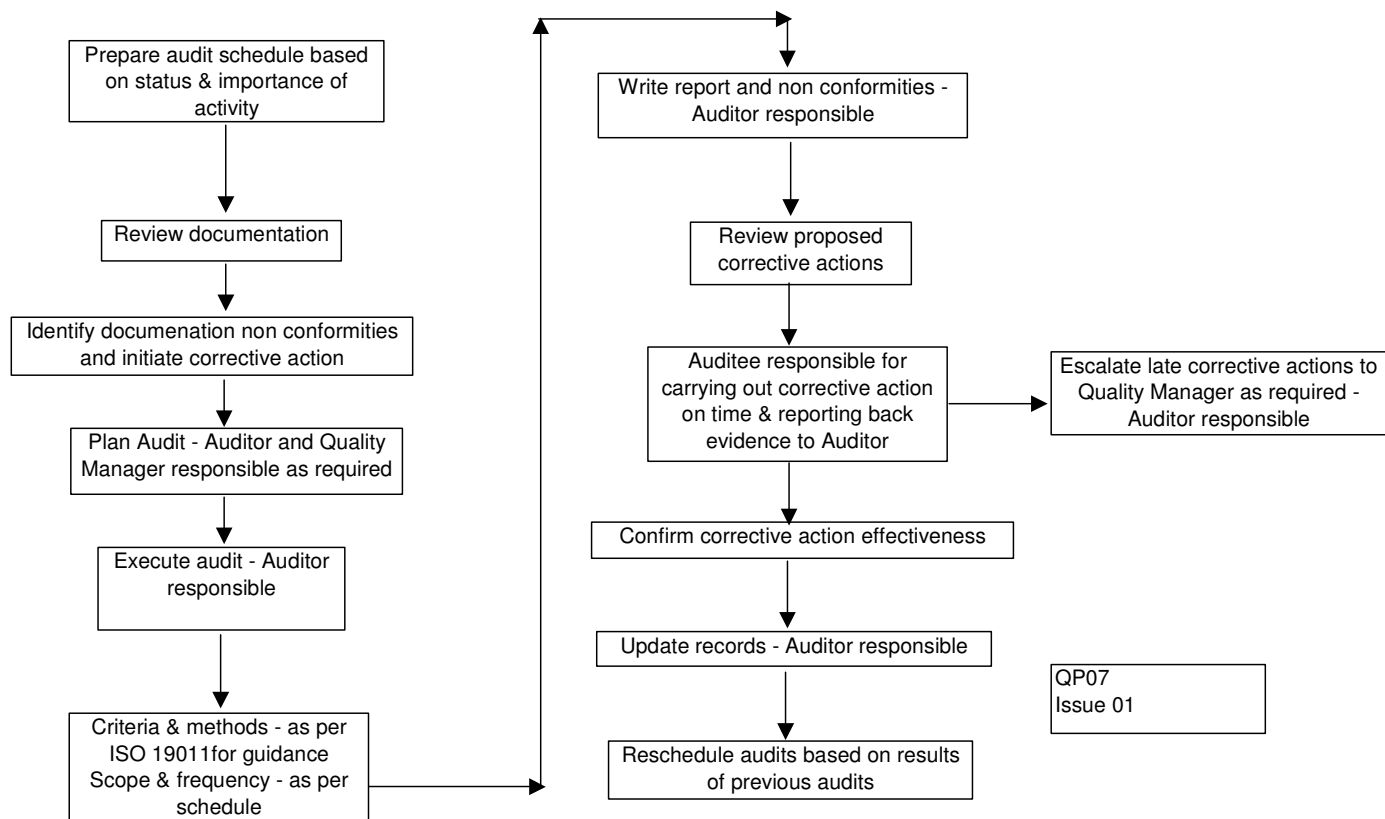 Prepare audit schedule based
on status & importance of
activity
Review documentation
Identify documenation non conformities
and initiate corrective action
Plan Audit - Auditor and Quality
Manager responsible as required
Execute audit - Auditor
responsible
Criteria & methods - as per
ISO 19011for guidance
Scope & frequency - as per
schedule
Write report and non conformities -
Auditor responsible
Review proposed
corrective actions
Auditee responsible for
carrying out corrective action
on time & reporting back
evidence to Auditor
Escalate late corrective actions to
Quality Manager as required -
Auditor responsible
Confirm corrective action effectiveness
Update records - Auditor responsible
Reschedule audits based on results
of previous audits
QP07
Issue 01